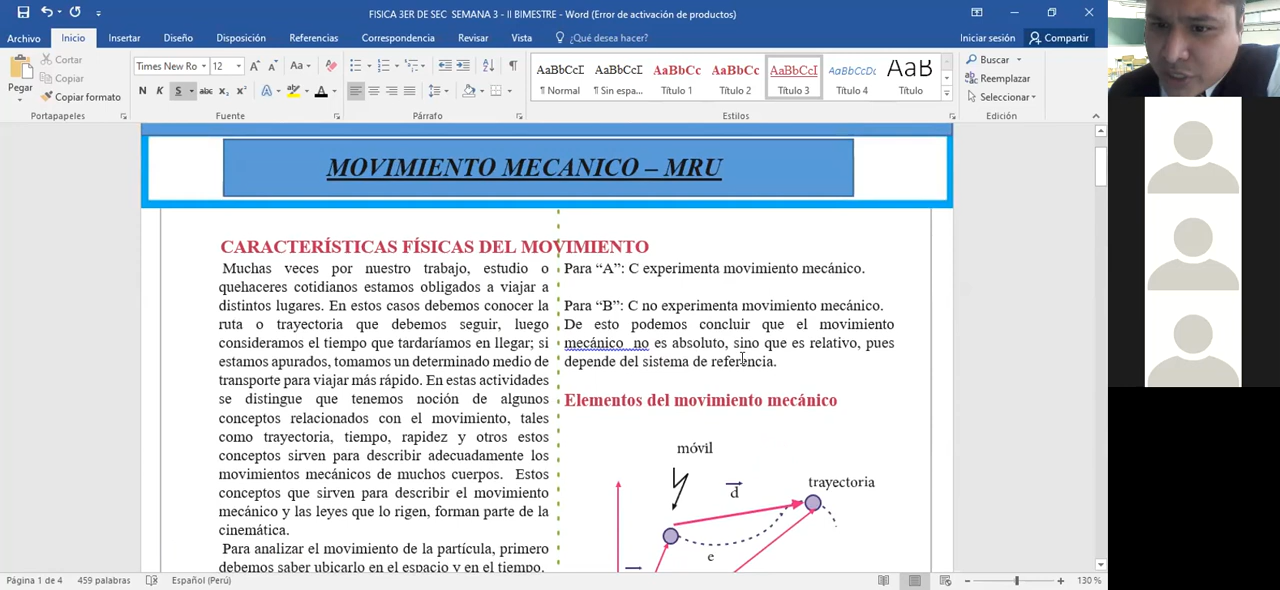 FISICA 3ER DE SEC SEMANA 3 - II BIMESTRE - Word (Error de activación de productos)
Archivo Inicio Insertar Diseño Disposición Referencias Correspondencia Revisar Vista ¿Qué desea hacer? Iniciar sesión Compartir
Pegar
Cortar
Copiar
Copiar formato
Portapapeles
Times New Ro 12
Aa
N K S abc x₂ x² A A
Fuente
Párrafo
AaBbCcI AaBbCcI AaBbCc AaBbCc AaBbCcI AaBbCcDc AaB
¶ Normal ¶ Sin espa... Título 1 Título 2 Título 3 Título 4 Título
Estilos
Buscar
Reemplazar
Seleccionar
Edición
MOVIMIENTO MECANICO – MRU
CARACTERÍSTICAS FÍSICAS DEL MOVIMIENTO
Muchas veces por nuestro trabajo, estudio o
quehaceres cotidianos estamos obligados a viajar a
distintos lugares. En estos casos debemos conocer la
ruta o trayectoria que debemos seguir, luego
consideramos el tiempo que tardaríamos en llegar; si
estamos apurados, tomamos un determinado medio de
transporte para viajar más rápido. En estas actividades
se distingue que tenemos noción de algunos
conceptos relacionados con el movimiento, tales
como trayectoria, tiempo, rapidez y otros estos
conceptos sirven para describir adecuadamente los
movimientos mecánicos de muchos cuerpos. Estos
conceptos que sirven para describir el movimiento
mecánico y las leyes que lo rigen, forman parte de la
cinemática.
Para analizar el movimiento de la partícula, primero
debemos saber ubicarlo en el espacio y en el tiempo.
Para “A”: C experimenta movimiento mecánico.
Para “B”: C no experimenta movimiento mecánico.
De esto podemos concluir que el movimiento
mecánico no es absoluto, sino que es relativo, pues
depende del sistema de referencia.
Elementos del movimiento mecánico
móvil
d
trayectoria
e
Página 1 de 4 459 palabras Español (Perú) 130 %